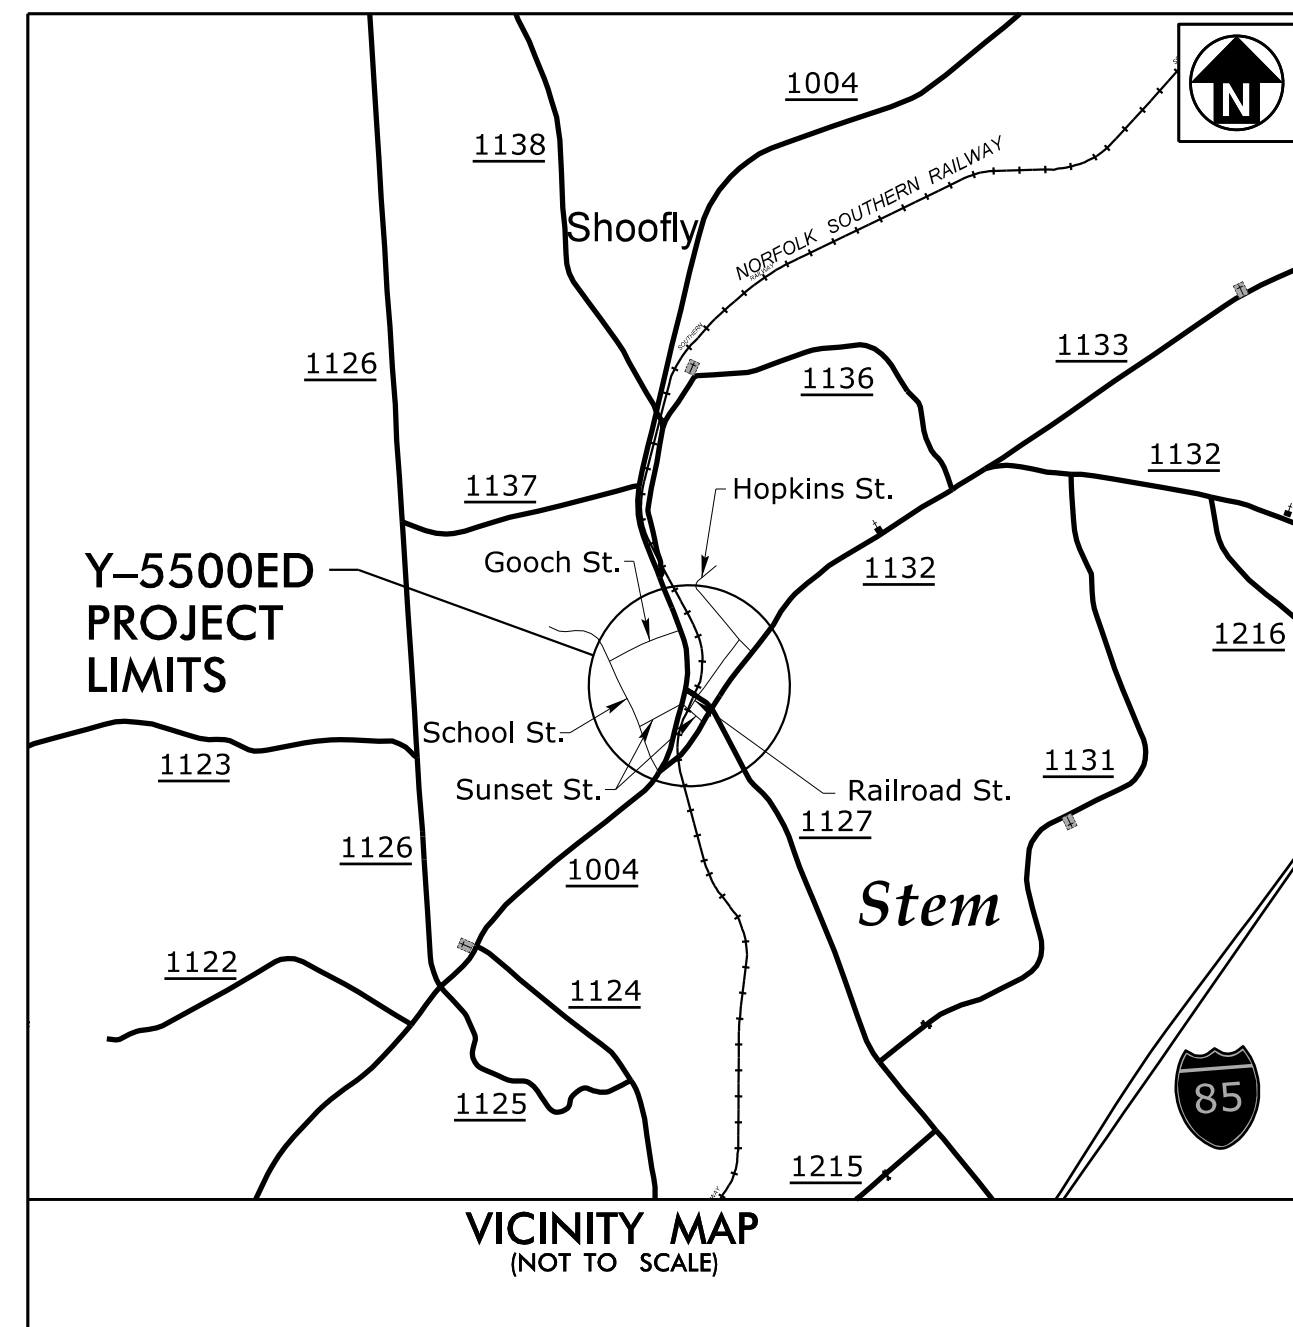 1004
1138
N
NORFOLK SOUTHERN RAILWAY
Shoofly
RAILWAY
SOUTHERN
1126
1133
1136
1137
1132
Hopkins St.
Gooch St.
1132
Y–5500ED
PROJECT
LIMITS
1216
School St.
1123
Sunset St.
Railroad St.
1131
1127
1126
1004
Stem
1122
1124
1125
85
1215
VICINITY MAP
(NOT TO SCALE)